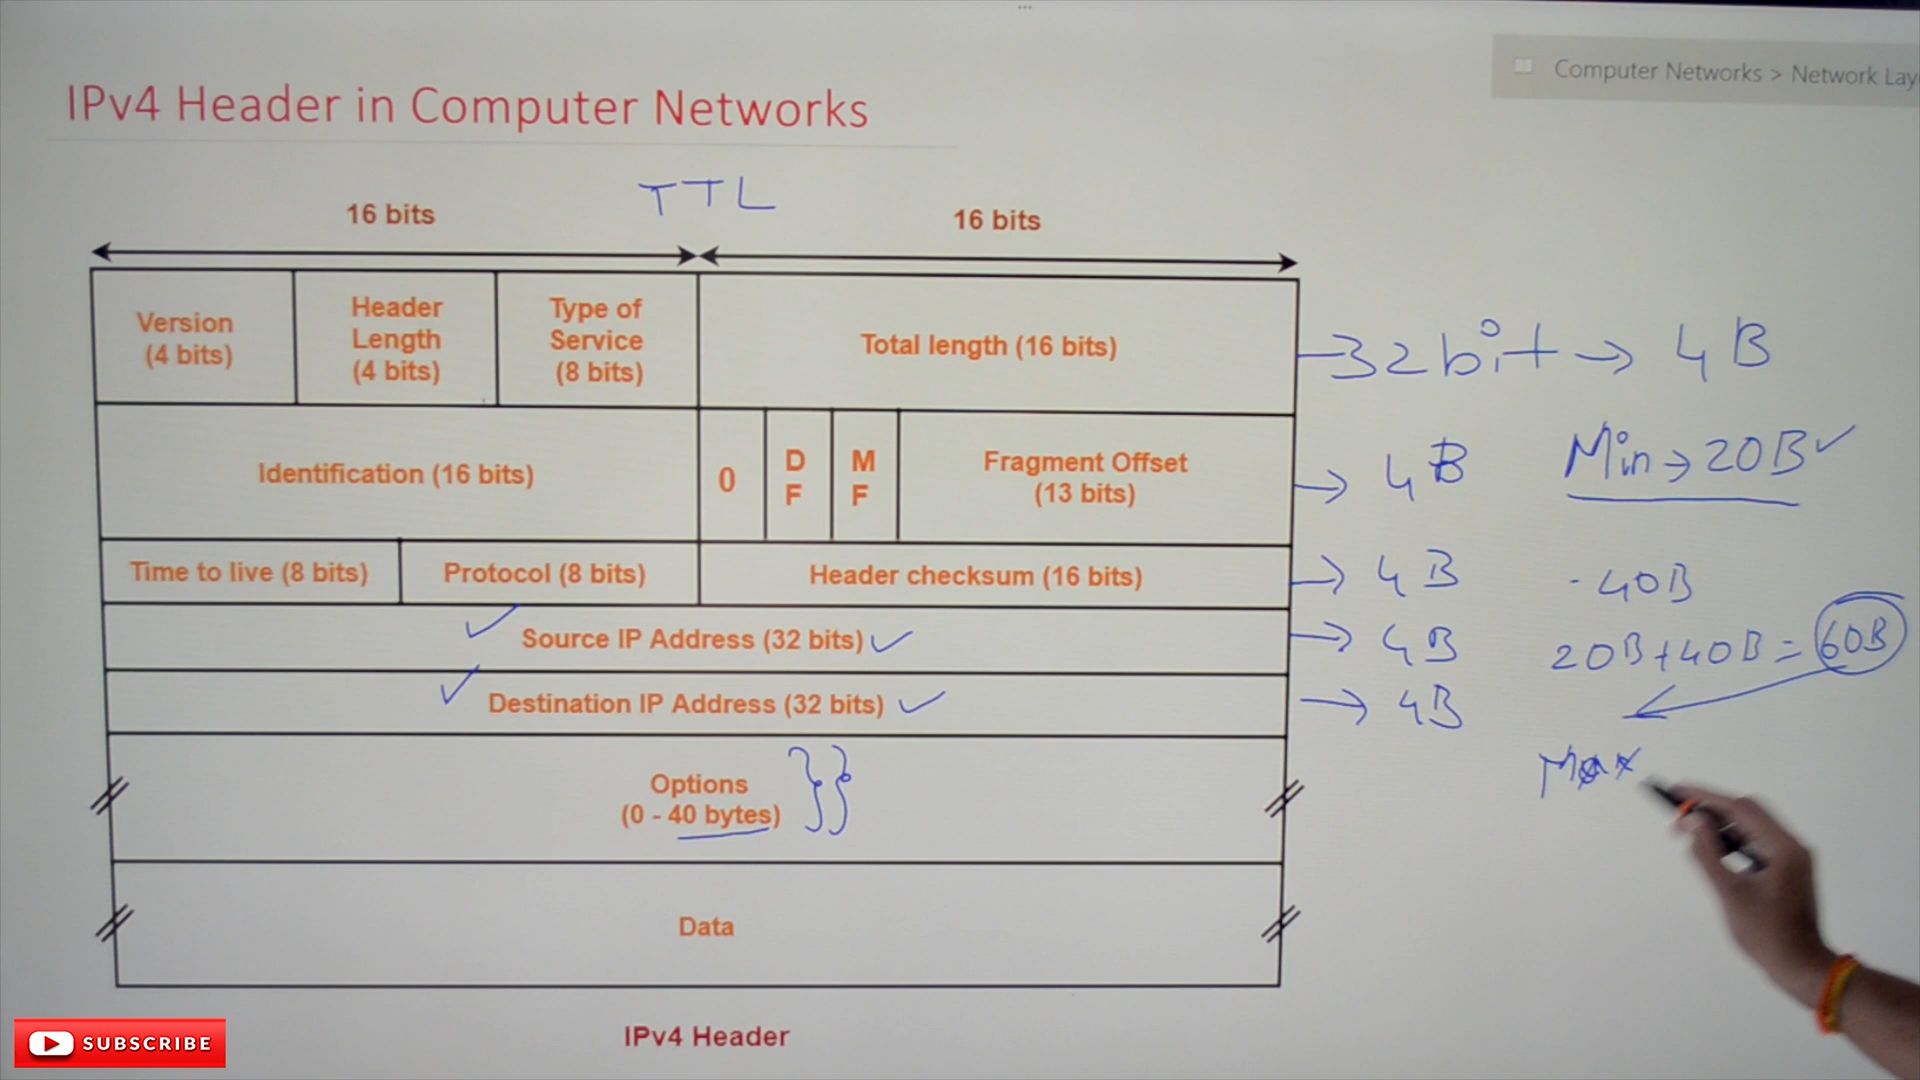 Computer Networks > Network Lay
IPv4 Header in Computer Networks
TTL
16 bits
16 bits
Version
(4 bits)
Header
Length
(4 bits)
Type of
Service
(8 bits)
Total length (16 bits)
32bit → 4B
Identification (16 bits)
0
D
F
M
F
Fragment Offset
(13 bits)
→ 4B
Min → 20B ✓
Time to live (8 bits)
Protocol (8 bits)
Header checksum (16 bits)
→ 4B
- 40B
✓ Source IP Address (32 bits) ✓
→ 4B
20B+40B = 60B
✓ Destination IP Address (32 bits) ✓
→ 4B
Max
Options
(0 - 40 bytes)
Data
IPv4 Header
SUBSCRIBE